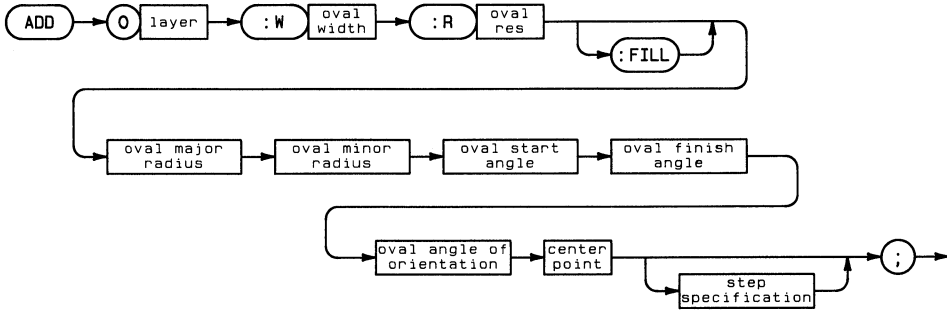 ADD O layer :W oval width :R oval res
:FILL
oval major radius oval minor radius oval start angle oval finish angle
oval angle of orientation center point ;
step specification